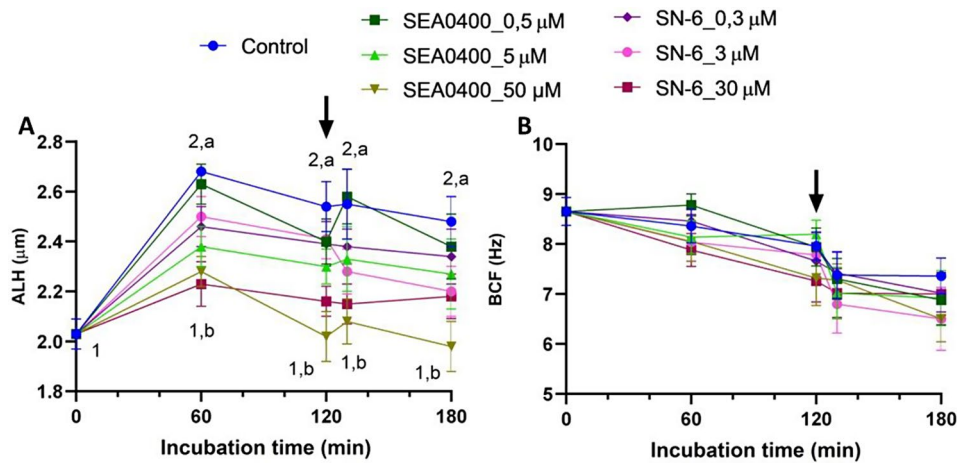 Control
SEA0400_0,5 µM
SEA0400_5 µM
SEA0400_50 µM
SN-6_0,3 µM
SN-6_3 µM
SN-6_30 µM
A
ALH (µm)
2.8
2.6
2.4
2.2
2.0
1.8
2,a
2,a
2,a
2,a
1
1,b
1,b
1,b
1,b
0
60
120
180
Incubation time (min)
B
BCF (Hz)
10
9
8
7
6
5
0
60
120
180
Incubation time (min)